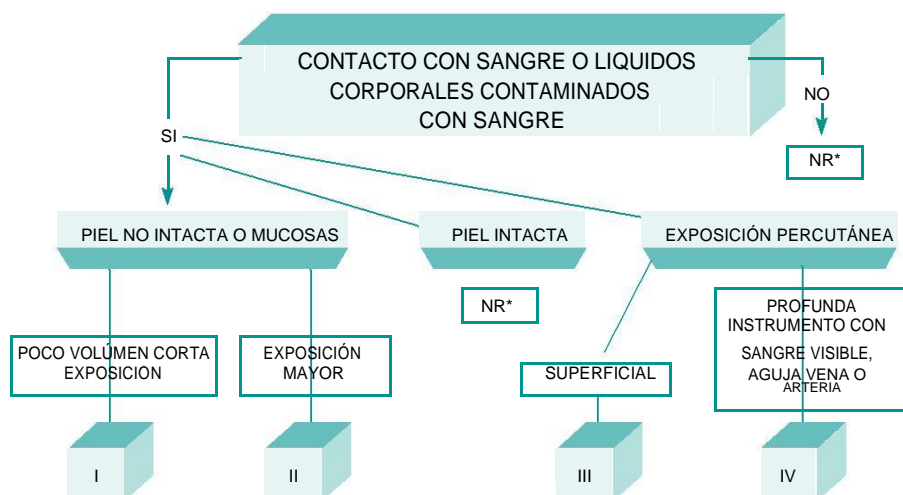 CONTACTO CON SANGRE O LIQUIDOS
CORPORALES CONTAMINADOS
CON SANGRE
NO
SI
NR*
PIEL NO INTACTA O MUCOSAS
PIEL INTACTA
EXPOSICIÓN PERCUTÁNEA
NR*
PROFUNDA
INSTRUMENTO CON
SANGRE VISIBLE,
AGUJA VENA O
ARTERIA
POCO VOLÚMEN CORTA
EXPOSICION
EXPOSICIÓN
MAYOR
SUPERFICIAL
I
II
III
IV